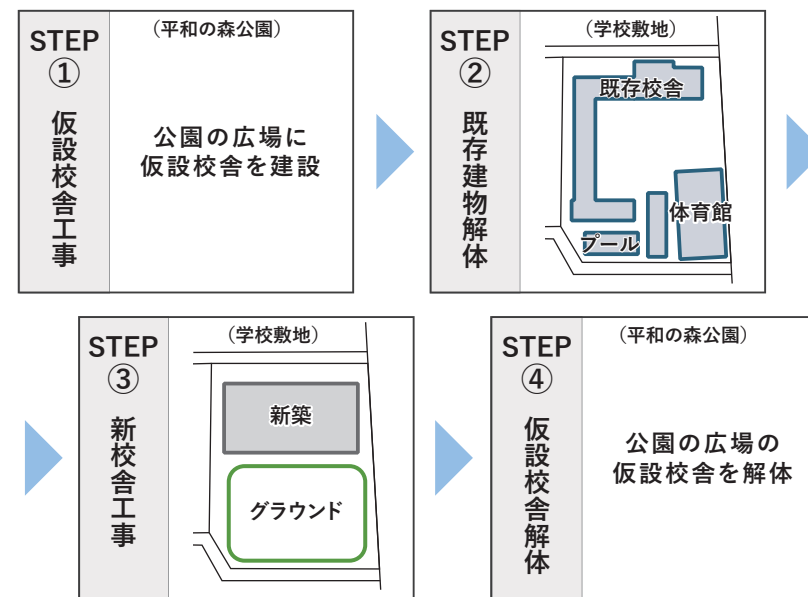 STEP
①
仮設校舎工事
(平和の森公園)
公園の広場に
仮設校舎を建設
STEP
②
既存建物解体
(学校敷地)
既存校舎
体育館
プール
STEP
③
新校舎工事
(学校敷地)
新築
グラウンド
STEP
④
仮設校舎解体
(平和の森公園)
公園の広場の
仮設校舎を解体